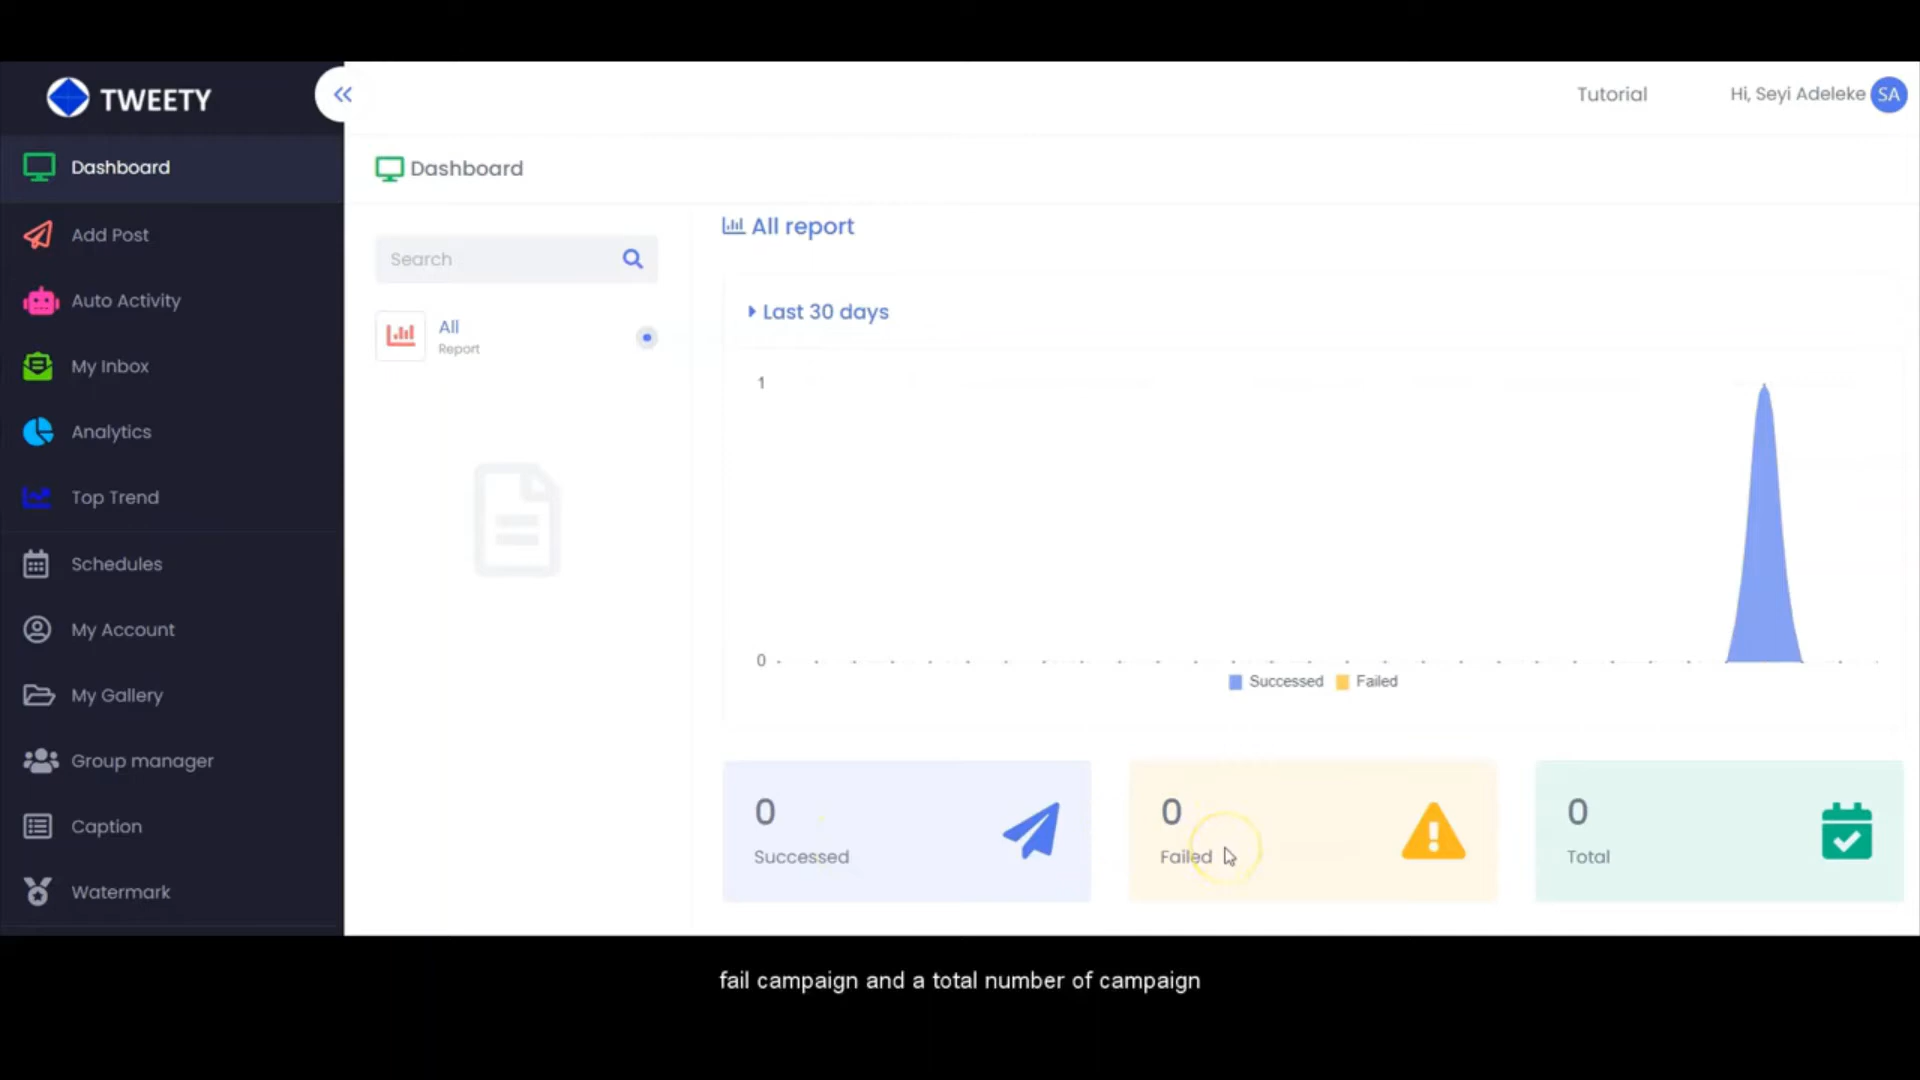 TWEETY
Tutorial
Hi, Seyi Adeleke SA
Dashboard
Add Post
Auto Activity
My Inbox
Analytics
Top Trend
Schedules
My Account
My Gallery
Group manager
Caption
Watermark
Dashboard
Search
All
Report
All report
Last 30 days
1
0
Successed Failed
0
Successed
0
Failed
0
Total
fail campaign and a total number of campaign